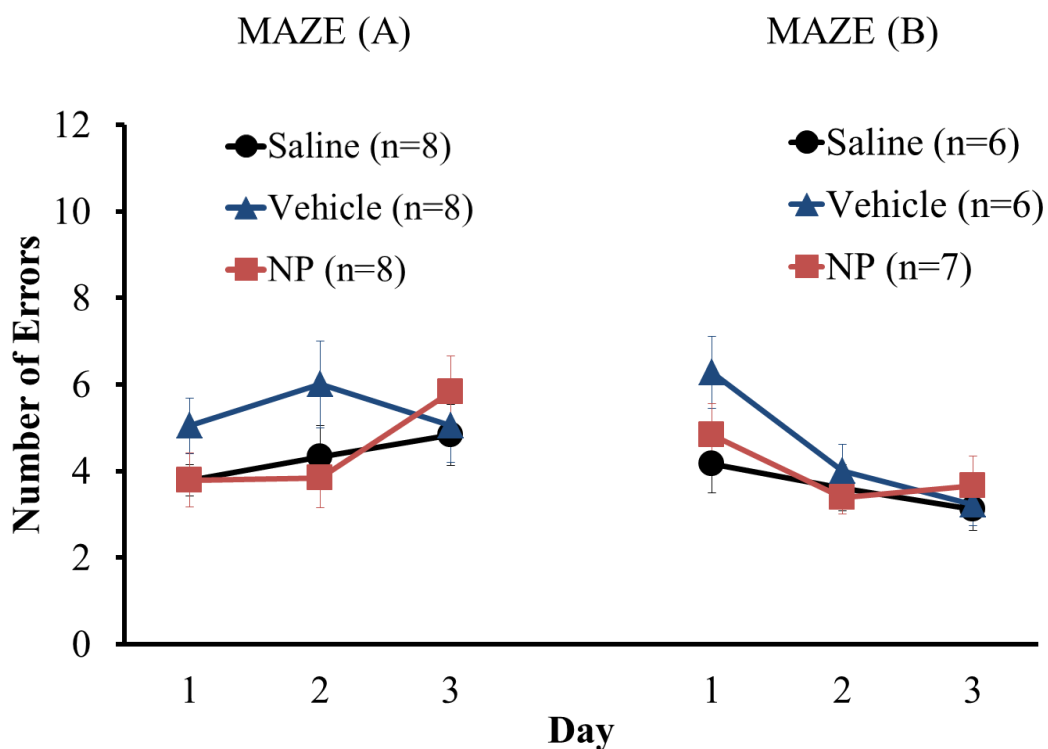 MAZE (A)
MAZE (B)
Number of Errors
12
10
8
6
4
2
0
Saline (n=8)
Vehicle (n=8)
NP (n=8)
Saline (n=6)
Vehicle (n=6)
NP (n=7)
1 2 3
1 2 3
Day